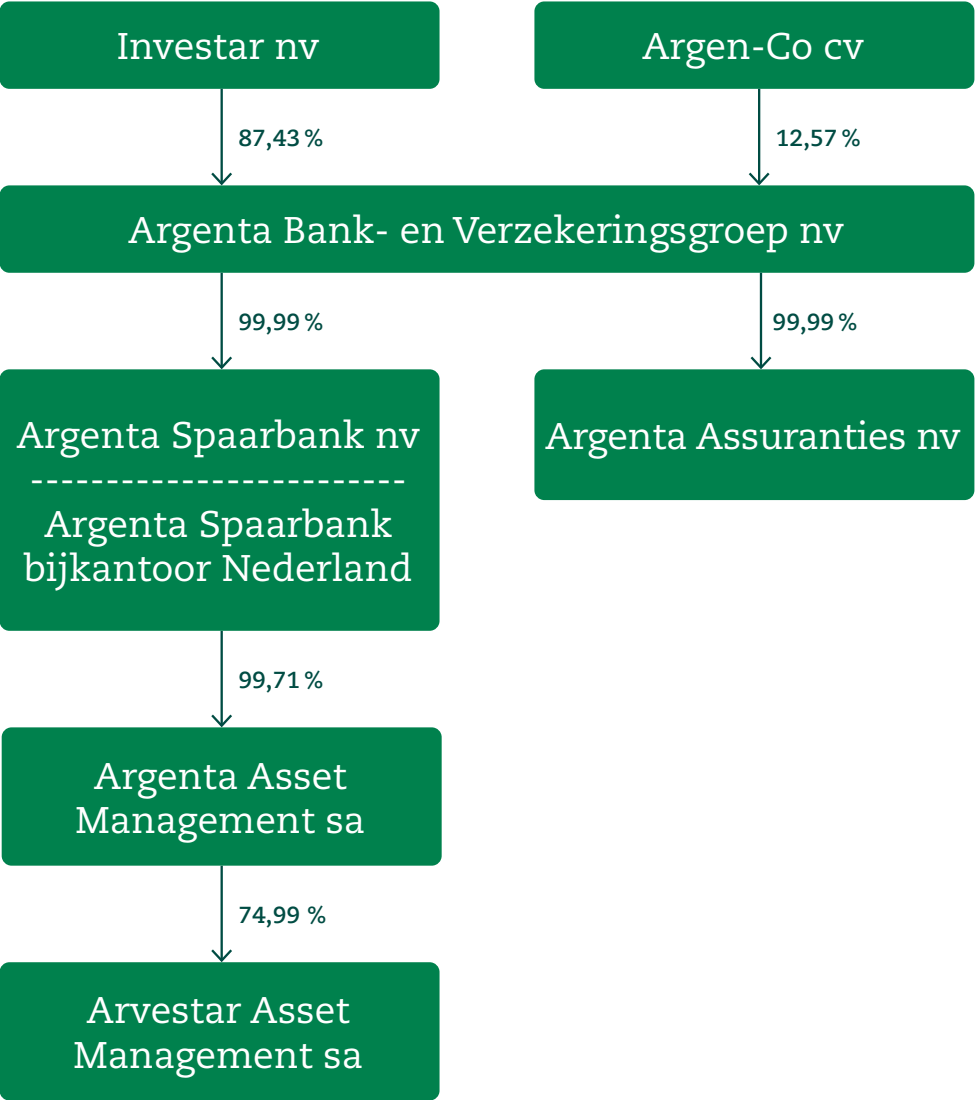 Investar nv
Argen-Co cv
87,43 %
12,57 %
Argenta Bank- en Verzekeringsgroep nv
99,99 %
99,99 %
Argenta Spaarbank nv
-------------------------
Argenta Spaarbank
bijkantoor Nederland
Argenta Assuranties nv
99,71 %
Argenta Asset
Management sa
74,99 %
Arvestar Asset
Management sa